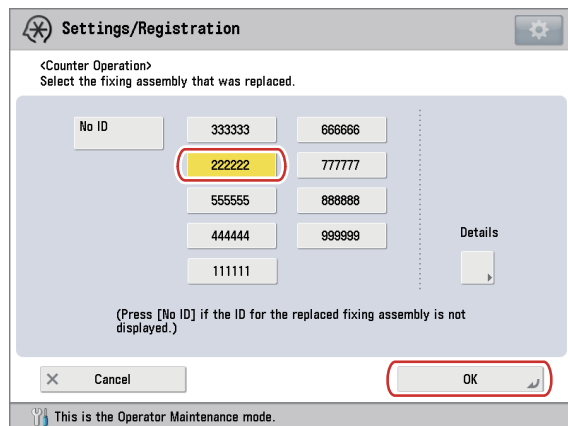 Settings/Registration
<Counter Operation>
Select the fixing assembly that was replaced.
No ID
333333
666666
222222
777777
555555
888888
444444
999999
111111
Details
(Press [No ID] if the ID for the replaced fixing assembly is not
displayed.)
Cancel
OK
This is the Operator Maintenance mode.